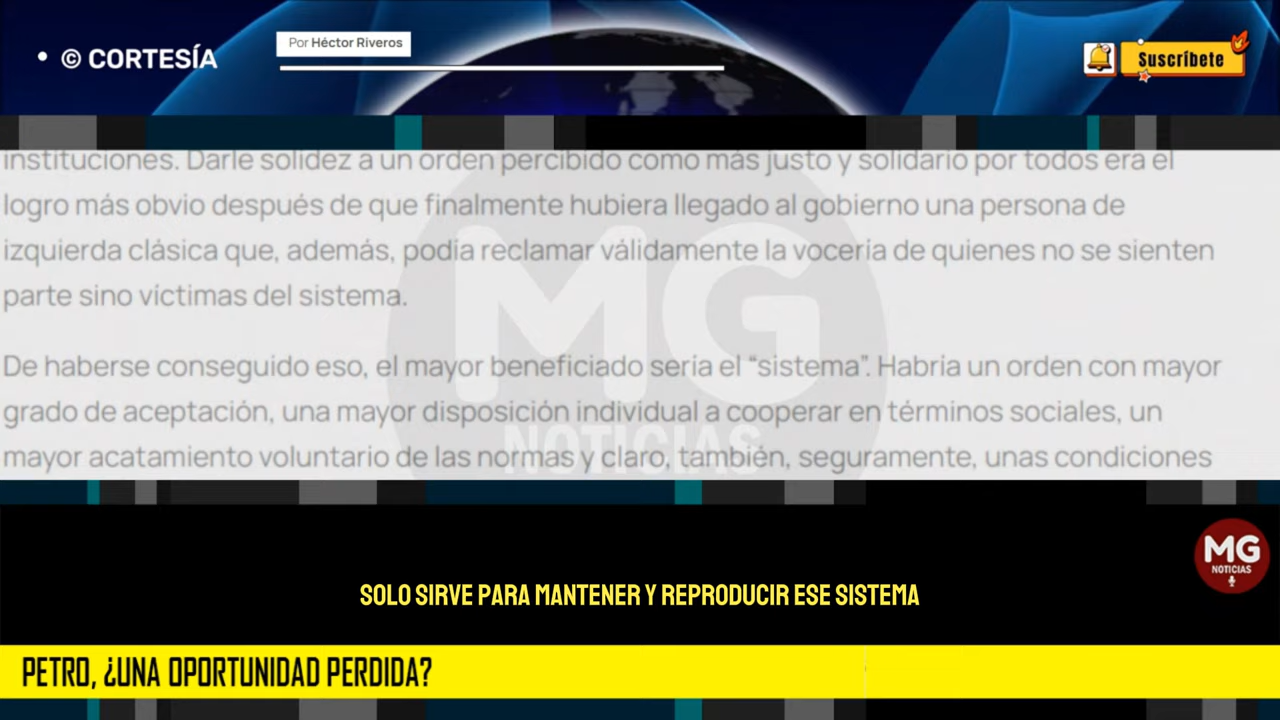 • © CORTESÍA
Por Héctor Riveros
Suscríbete
instituciones. Darle solidez a un orden percibido como más justo y solidario por todos era el
logro más obvio después de que finalmente hubiera llegado al gobierno una persona de
izquierda clásica que, además, podía reclamar válidamente la vocería de quienes no se sienten
parte sino víctimas del sistema.
De haberse conseguido eso, el mayor beneficiado sería el “sistema”. Habría un orden con mayor
grado de aceptación, una mayor disposición individual a cooperar en términos sociales, un
mayor acatamiento voluntario de las normas y claro, también, seguramente, unas condiciones
MG
NOTICIAS
MG
NOTICIAS
SOLO SIRVE PARA MANTENER Y REPRODUCIR ESE SISTEMA
PETRO, ¿UNA OPORTUNIDAD PERDIDA?